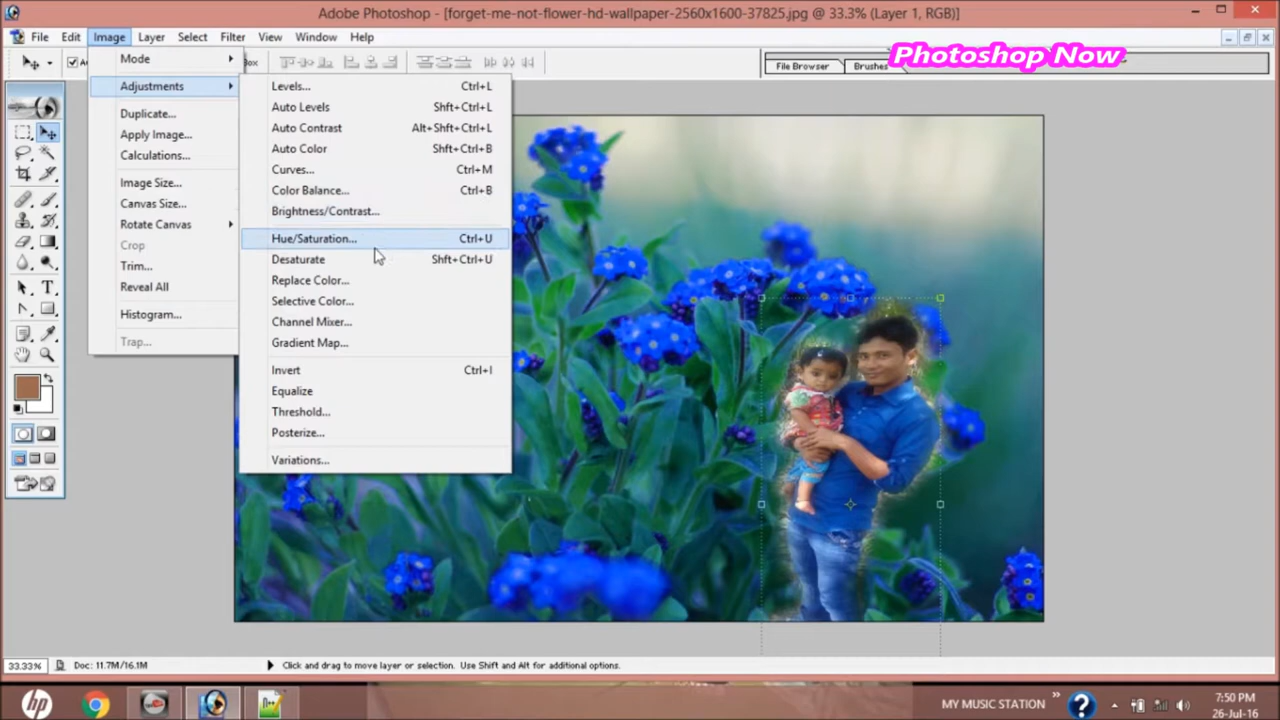 Adobe Photoshop - [forget-me-not-flower-hd-wallpaper-2560x1600-37825.jpg @ 33.3% (Layer 1, RGB)]
File Edit Image Layer Select Filter View Window Help
Photoshop Now
File Browser Brushes
Mode
Adjustments
Duplicate...
Apply Image...
Calculations...
Image Size...
Canvas Size...
Rotate Canvas
Crop
Trim...
Reveal All
Histogram...
Trap...
Levels... Ctrl+L
Auto Levels Shft+Ctrl+L
Auto Contrast Alt+Shft+Ctrl+L
Auto Color Shft+Ctrl+B
Curves... Ctrl+M
Color Balance... Ctrl+B
Brightness/Contrast...
Hue/Saturation... Ctrl+U
Desaturate Shft+Ctrl+U
Replace Color...
Selective Color...
Channel Mixer...
Gradient Map...
Invert Ctrl+I
Equalize
Threshold...
Posterize...
Variations...
33.33% Doc: 11.7M/16.1M Click and drag to move layer or selection. Use Shift and Alt for additional options.
MY MUSIC STATION
7:50 PM
26-Jul-16